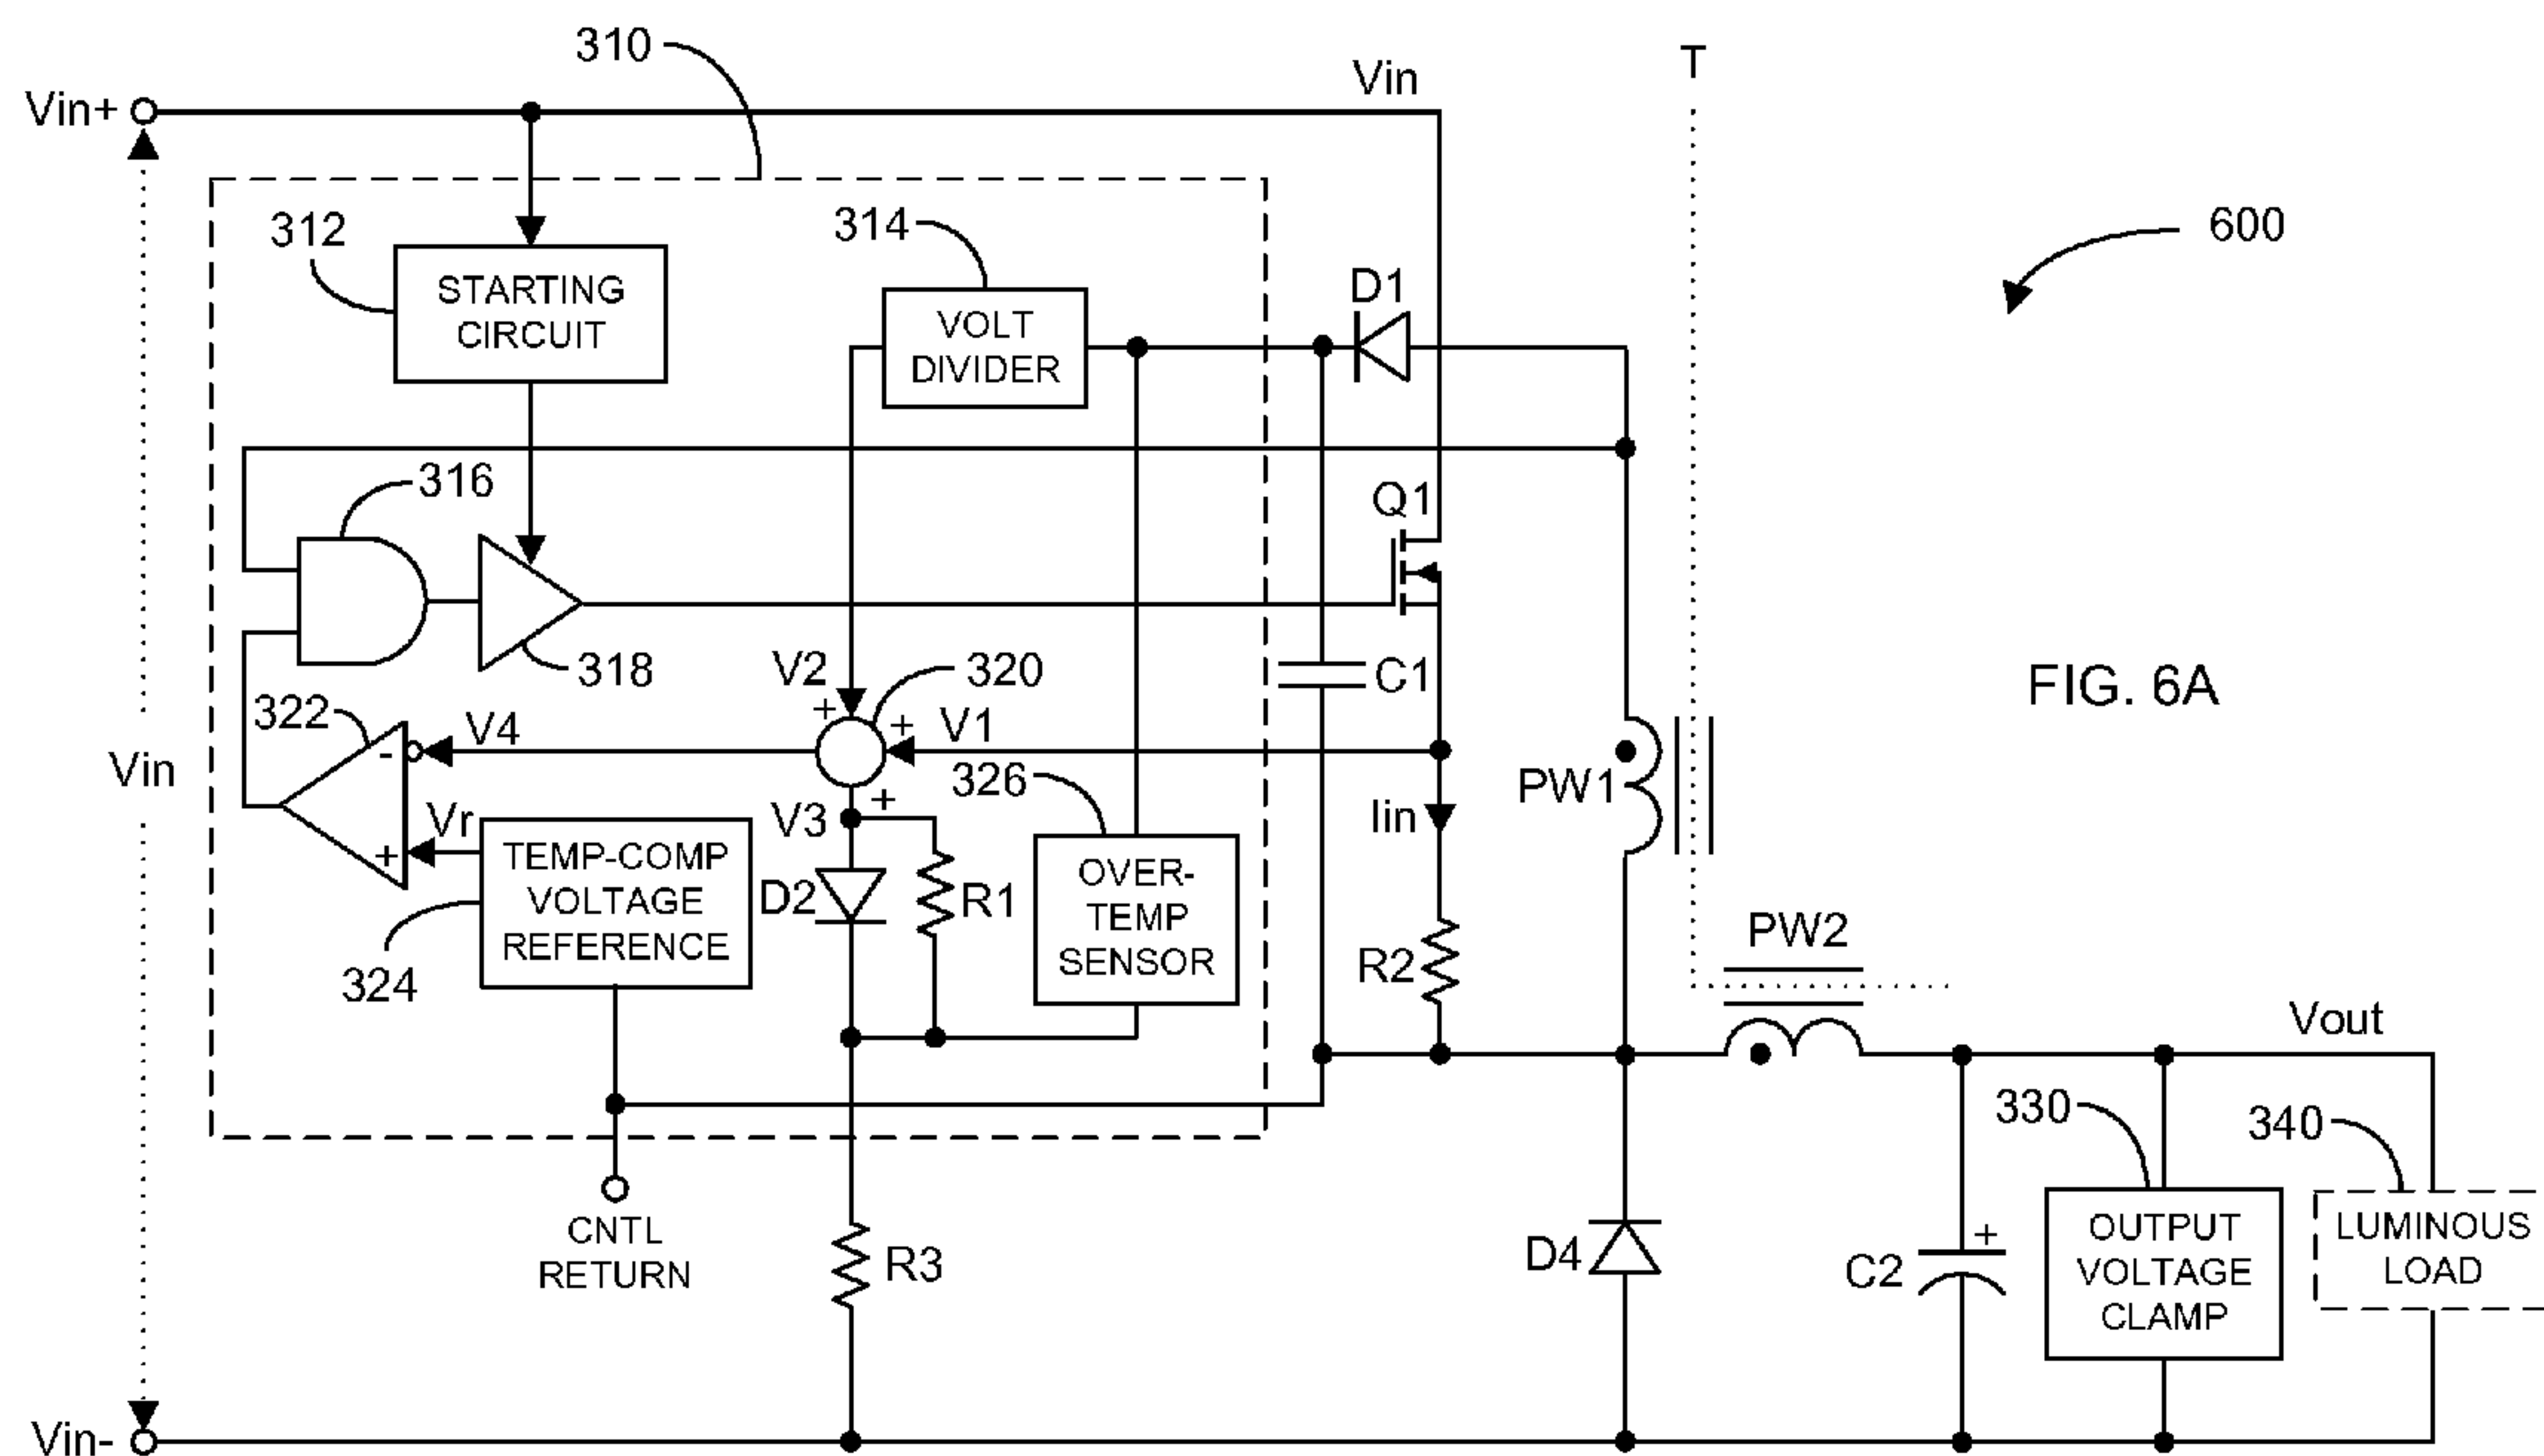 310
T
Vin
Vin+
312
314
600
STARTING
CIRCUIT
VOLT
DIVIDER
D1
316
Q1
318
V2
320
C1
FIG. 6A
322
V4
+
+
V1
-
326
PW1
Vin
Vr
V3
+
Iin
+
TEMP-COMP
VOLTAGE
REFERENCE
D2
R1
OVER-
TEMP
SENSOR
R2
PW2
324
Vout
330
340
CNTL
RETURN
R3
D4
C2
+
OUTPUT
VOLTAGE
CLAMP
LUMINOUS
LOAD
Vin-